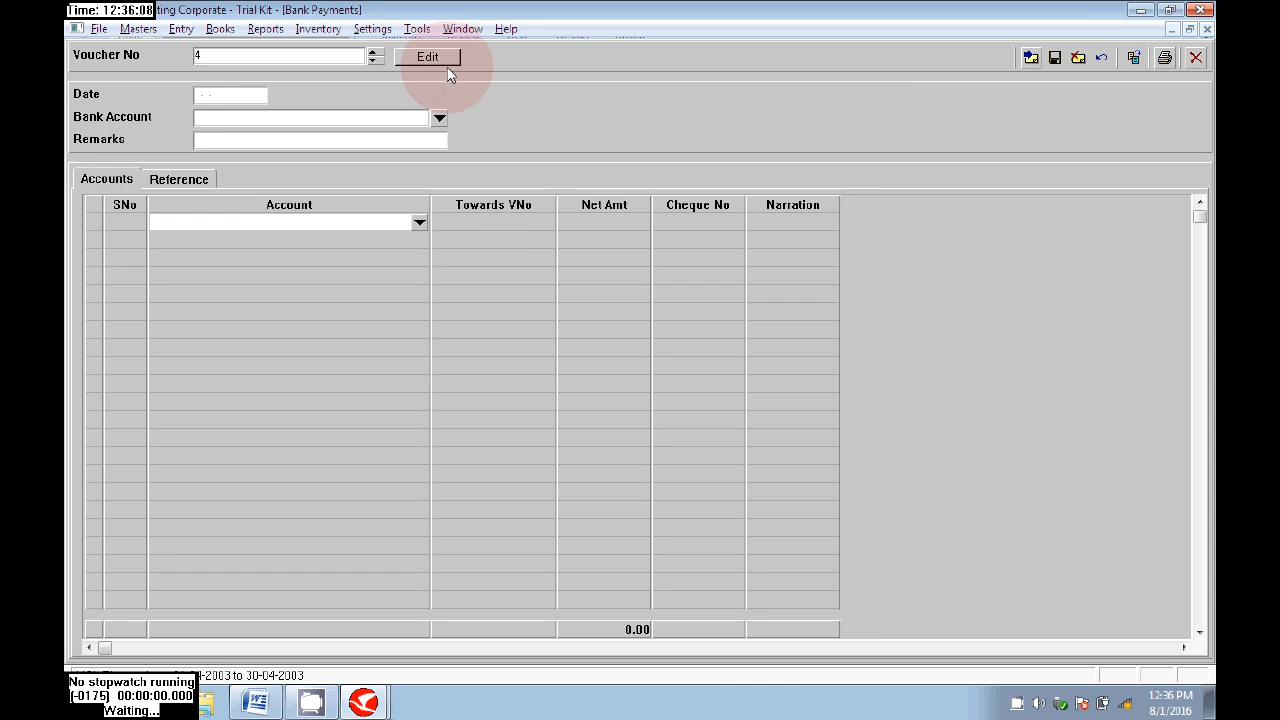 Time: 12:36:08
ting Corporate - Trial Kit - [Bank Payments]
File Masters Entry Books Reports Inventory Settings Tools Window Help
Voucher No 4 Edit
Date - -
Bank Account
Remarks
Accounts Reference
SNo Account Towards VNo Net Amt Cheque No Narration
0.00
-2003 to 30-04-2003
No stopwatch running
(-0175) 00:00:00.000
Waiting...
12:36 PM
8/1/2016